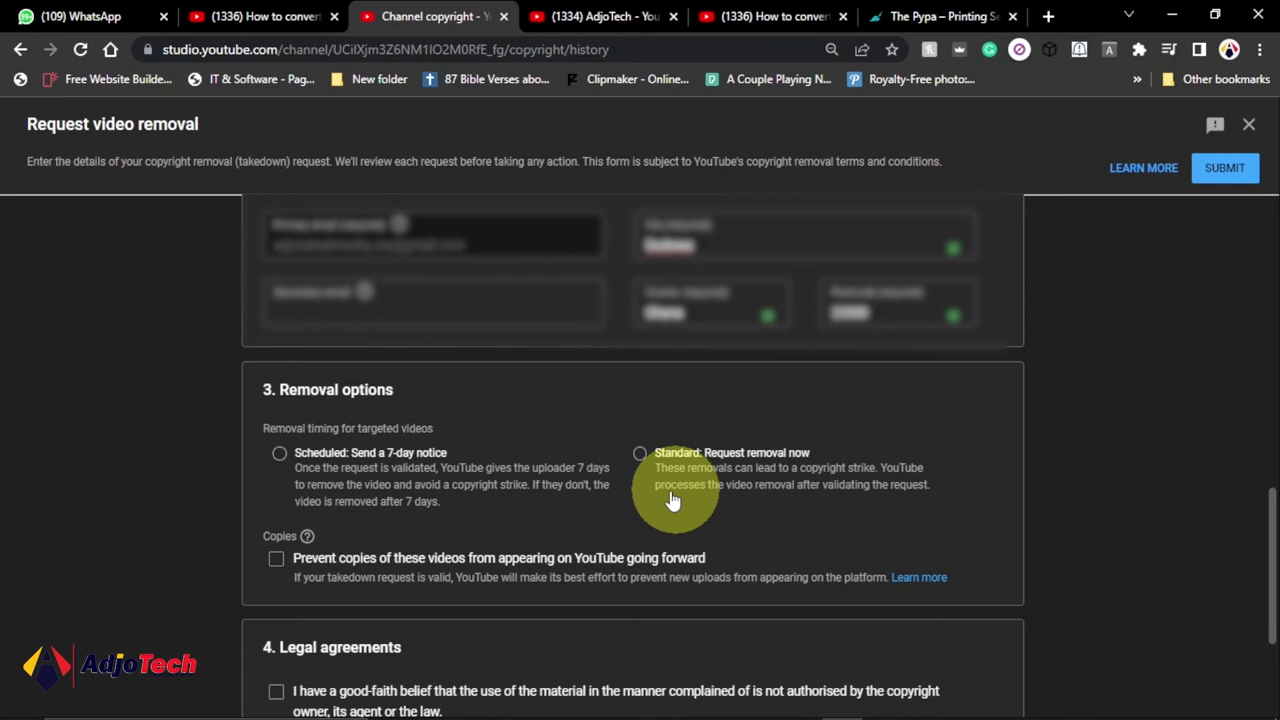 (109) WhatsApp
(1336) How to conver
Channel copyright - Y
(1334) AdjoTech - You
(1336) How to conver
The Pypa – Printing Se
studio.youtube.com/channel/UCilXjm3Z6NM1IO2M0RfE_fg/copyright/history
Free Website Builde...
IT & Software - Pag...
New folder
87 Bible Verses abo...
Clipmaker - Online...
A Couple Playing N...
Royalty-Free photo:...
»
Other bookmarks
Request video removal
Enter the details of your copyright removal (takedown) request. We'll review each request before taking any action. This form is subject to YouTube's copyright removal terms and conditions.
LEARN MORE
SUBMIT
3. Removal options
Removal timing for targeted videos
Scheduled: Send a 7-day notice
Once the request is validated, YouTube gives the uploader 7 days
to remove the video and avoid a copyright strike. If they don't, the
video is removed after 7 days.
Standard: Request removal now
These removals can lead to a copyright strike. YouTube
processes the video removal after validating the request.
Copies
Prevent copies of these videos from appearing on YouTube going forward
If your takedown request is valid, YouTube will make its best effort to prevent new uploads from appearing on the platform. Learn more
4. Legal agreements
I have a good-faith belief that the use of the material in the manner complained of is not authorised by the copyright
owner, its agent or the law.
AdjoTech